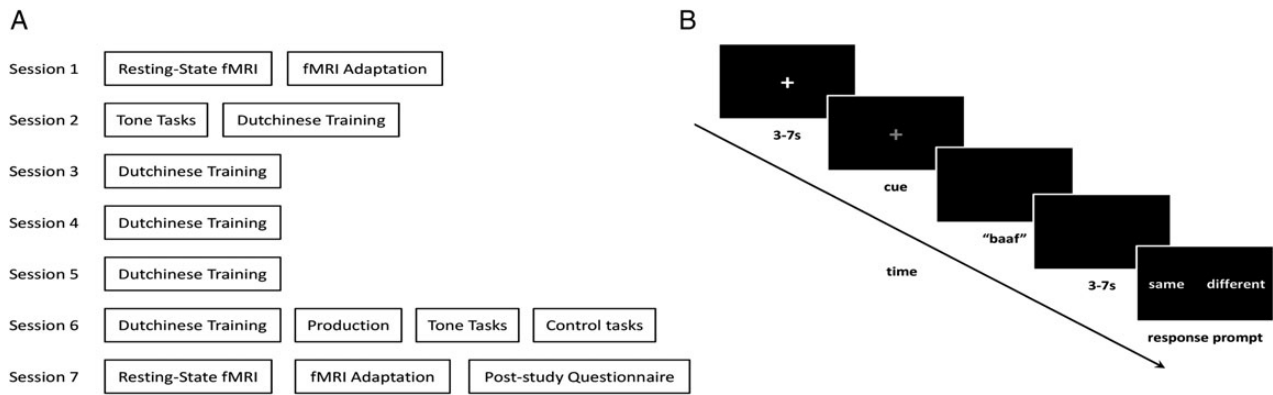 A
Session 1 Resting-State fMRI fMRI Adaptation
Session 2 Tone Tasks Dutchinese Training
Session 3 Dutchinese Training
Session 4 Dutchinese Training
Session 5 Dutchinese Training
Session 6 Dutchinese Training Production Tone Tasks Control tasks
Session 7 Resting-State fMRI fMRI Adaptation Post-study Questionnaire
B
3-7s
cue
“baaf”
3-7s
same different
response prompt
time